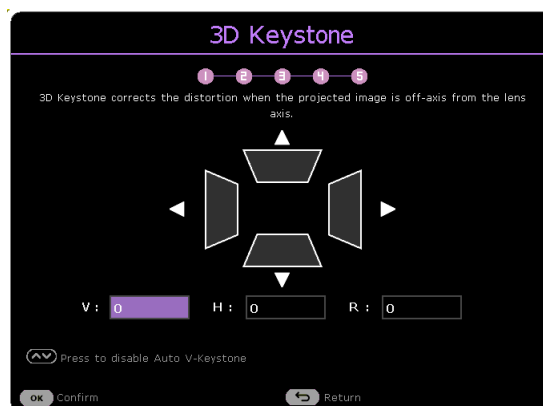 3D Keystone
1 2 3 4 5
3D Keystone corrects the distortion when the projected image is off-axis from the lens
axis.
V : 0 H : 0 R : 0
Press to disable Auto V-Keystone
OK Confirm Return